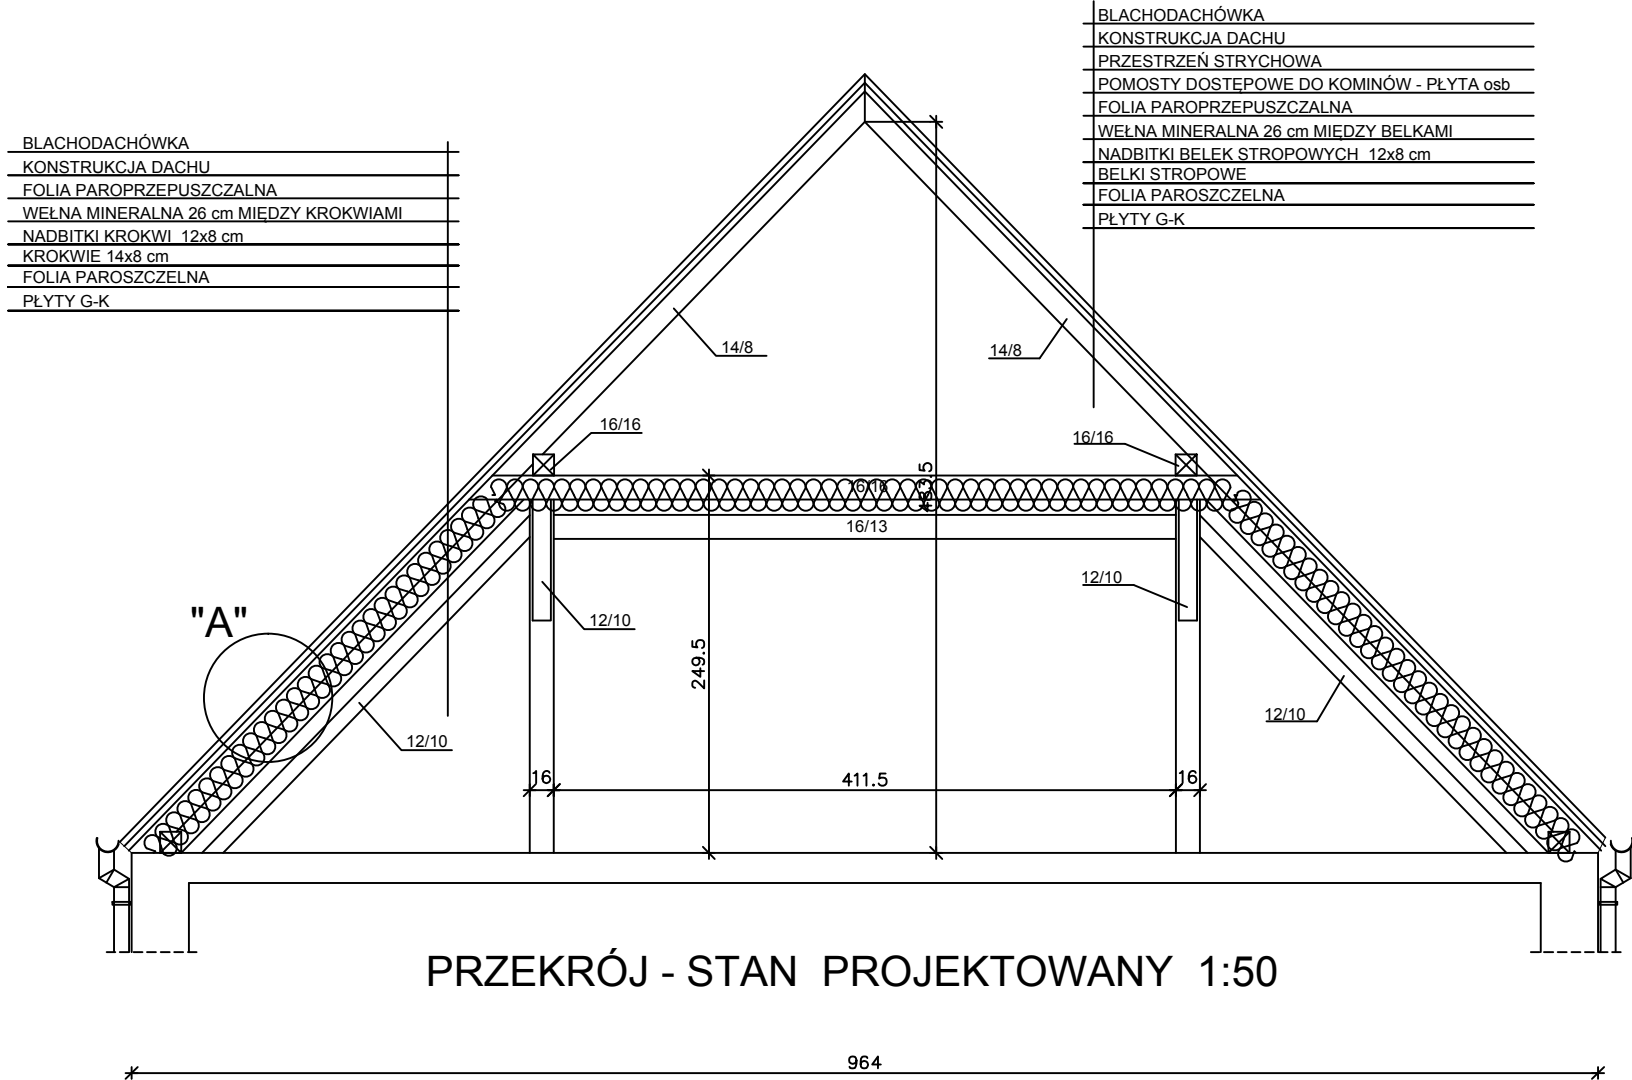 BLACHODACHÓWKA
KONSTRUKCJA DACHU
PRZESTRZEŃ STRYCHOWA
POMOSTY DOSTĘPOWE DO KOMINÓW - PŁYTA osb
FOLIA PAROPRZEPUSZCZALNA
WEŁNA MINERALNA 26 cm MIĘDZY BELKAMI
NADBITKI BELEK STROPOWYCH 12x8 cm
BELKI STROPOWE
FOLIA PAROSZCZELNA
PŁYTY G-K
BLACHODACHÓWKA
KONSTRUKCJA DACHU
FOLIA PAROPRZEPUSZCZALNA
WEŁNA MINERALNA 26 cm MIĘDZY KROKWIAMI
NADBITKI KROKWI 12x8 cm
KROKWIE 14x8 cm
FOLIA PAROSZCZELNA
PŁYTY G-K
14/8
14/8
16/16
16/16
16/16
483.5
16/13
12/10
12/10
"A"
249.5
12/10
12/10
16
411.5
16
PRZEKRÓJ - STAN PROJEKTOWANY 1:50
964